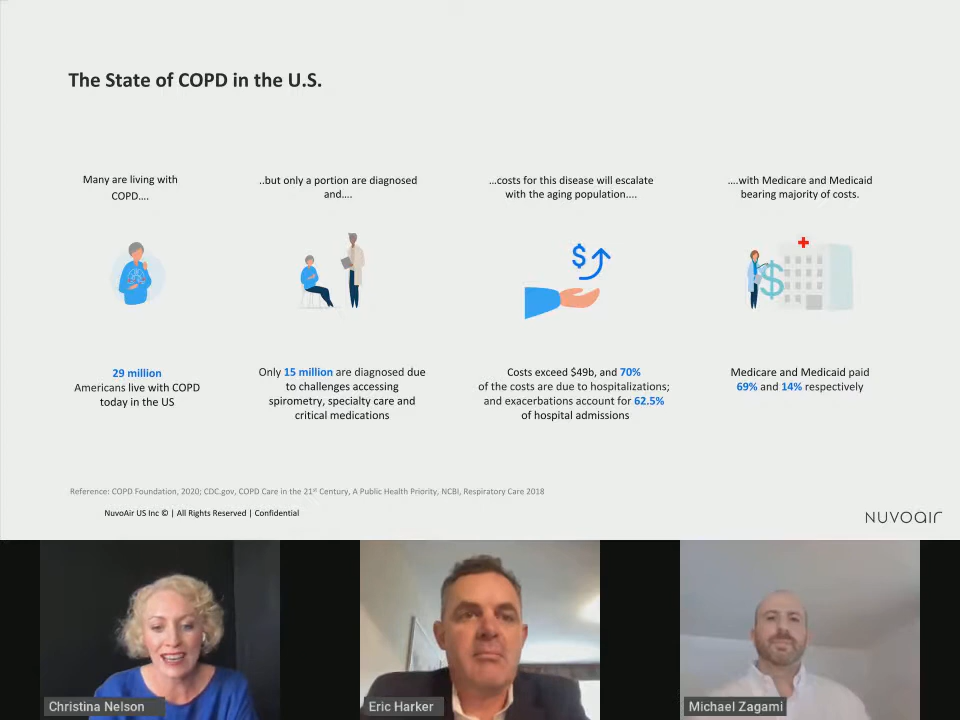 The State of COPD in the U.S.
Many are living with
COPD....
..but only a portion are diagnosed
and....
...costs for this disease will escalate
with the aging population....
....with Medicare and Medicaid
bearing majority of costs.
$
$
29 million
Americans live with COPD
today in the US
Only 15 million are diagnosed due
to challenges accessing
spirometry, specialty care and
critical medications
Costs exceed $49b, and 70%
of the costs are due to hospitalizations;
and exacerbations account for 62.5%
of hospital admissions
Medicare and Medicaid paid
69% and 14% respectively
Reference: COPD Foundation, 2020; CDC.gov, COPD Care in the 21st Century, A Public Health Priority, NCBI, Respiratory Care 2018
NuvoAir US Inc © | All Rights Reserved | Confidential
NUVOAIR
Christina Nelson
Eric Harker
Michael Zagami